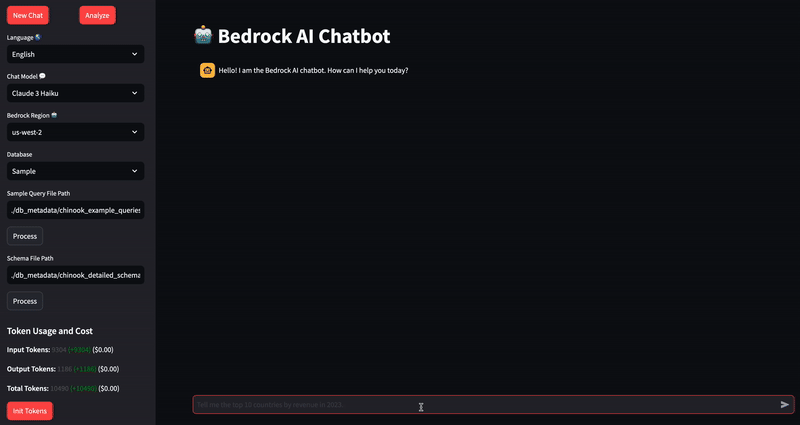 New Chat
Analyze
Language
English
Chat Model
Claude 3 Haiku
Bedrock Region
us-west-2
Database
Sample
Sample Query File Path
./db_metadata/chinook_example_queries
Process
Schema File Path
./db_metadata/chinook_detailed_schema
Process
Token Usage and Cost
Input Tokens: 9304 (+9304) ($0.00)
Output Tokens: 1186 (+1186) ($0.00)
Total Tokens: 10490 (+10490) ($0.00)
Init Tokens
Bedrock AI Chatbot
Hello! I am the Bedrock AI chatbot. How can I help you today?
Tell me the top 10 countries by revenue in 2023.